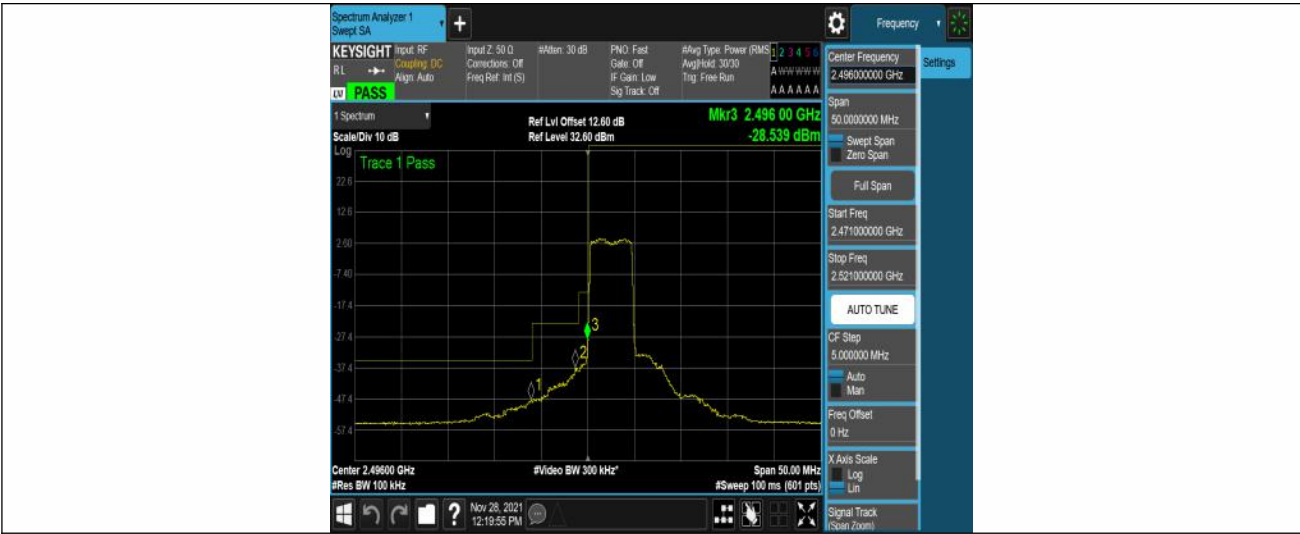 Spectrum Analyzer 1
Swept SA
+
Frequency
KEYSIGHT
RL
LV PASS
Input: RF
Coupling: DC
Align: Auto
Input Z: 50 Ω
Corrections: Off
Freq Ref: Int (S)
#Atten: 30 dB
PNO: Fast
Gate: Off
IF Gain: Low
Sig Track: Off
#Avg Type: Power (RMS
Avg|Hold: 30/30
Trig: Free Run
1 2 3 4 5 6
A W W W W W
A A A A A A
1 Spectrum
Scale/Div 10 dB
Log
Ref Lvl Offset 12.60 dB
Ref Level 32.60 dBm
Mkr3 2.496 00 GHz
-28.539 dBm
Trace 1 Pass
22.6
12.6
2.60
-7.40
-17.4
-27.4
-37.4
-47.4
-57.4
1
2
3
Center 2.49600 GHz
#Res BW 100 kHz
#Video BW 300 kHz*
Span 50.00 MHz
#Sweep 100 ms (601 pts)
Center Frequency
2.496000000 GHz
Settings
Span
50.0000000 MHz
Swept Span
Zero Span
Full Span
Start Freq
2.471000000 GHz
Stop Freq
2.521000000 GHz
AUTO TUNE
CF Step
5.000000 MHz
Auto
Man
Freq Offset
0 Hz
X Axis Scale
Log
Lin
Signal Track
(Span Zoom)
?
Nov 28, 2021
12:19:55 PM